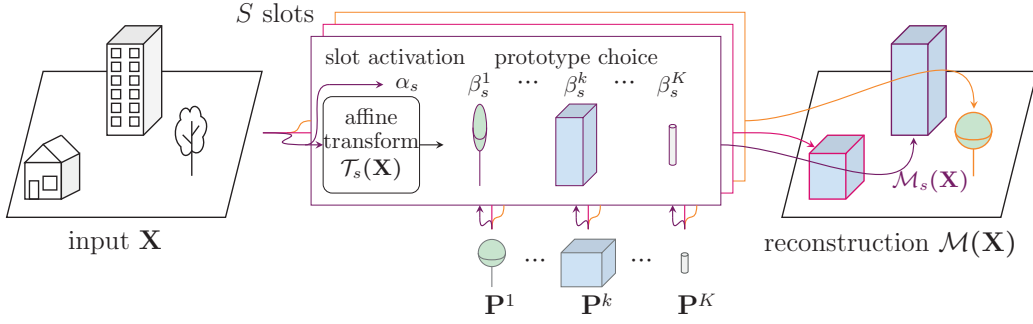 S slots
slot activation prototype choice
α_s β_s^1 ··· β_s^k ··· β_s^K
affine
transform
𝒯_s(X)
ℳ_s(X)
input X
reconstruction ℳ(X)
··· ···
P^1 P^k P^K